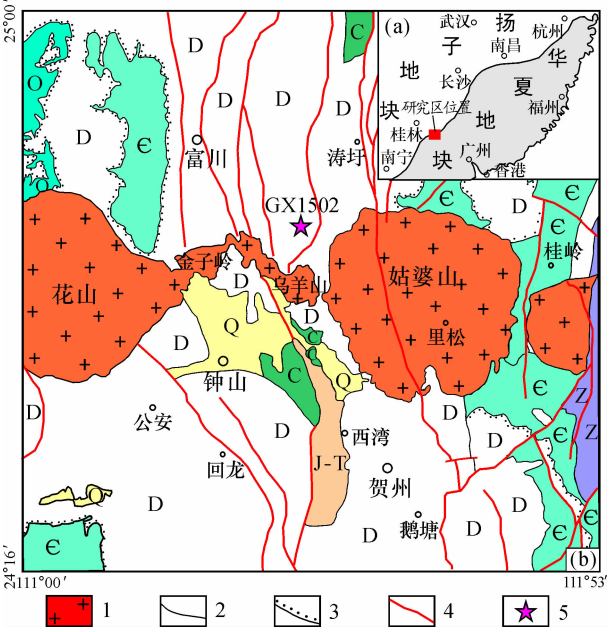 25°00′
(a)
武汉
扬
杭州
子
南昌
华
地
长沙
夏
块
研究区位置
地
福州
桂林
块
广州
南宁
香港
D
C
O
D
D
D
D
Є
富川
涛圩
O
GX1502
Є
D
Є
桂岭
金子岭
花山
D
乌羊山
姑婆山
Q
D
D
C
里松
C
钟山
C
Q
Є
Z
D
公安
D
西湾
D
D
Є
Z
回龙
J-T
贺州
D
鹅塘
D
D
D
Є
Є
Є
(b)
24°16′
111°00′
111°53′
1
2
3
4
5